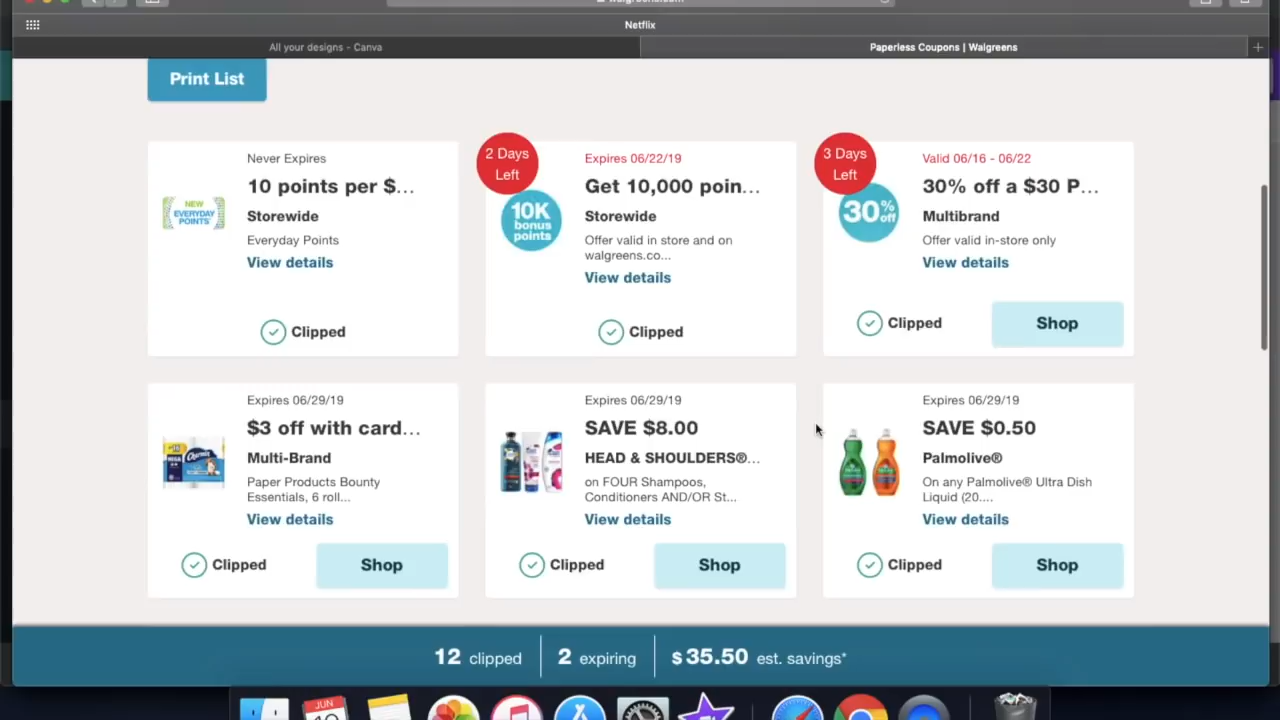 Netflix
All your designs - Canva
Paperless Coupons | Walgreens
Print List
Never Expires
10 points per $...
NEW
EVERYDAY
POINTS
Storewide
Everyday Points
View details
Clipped
2 Days
Left
Expires 06/22/19
Get 10,000 poin...
10K
bonus
points
Storewide
Offer valid in store and on
walgreens.co...
View details
Clipped
3 Days
Left
Valid 06/16 - 06/22
30% off a $30 P...
30% off
Multibrand
Offer valid in-store only
View details
Clipped
Shop
Expires 06/29/19
$3 off with card...
Charmin
Multi-Brand
Paper Products Bounty
Essentials, 6 roll...
View details
Clipped
Shop
Expires 06/29/19
SAVE $8.00
HEAD & SHOULDERS®...
on FOUR Shampoos,
Conditioners AND/OR St...
View details
Clipped
Shop
Expires 06/29/19
SAVE $0.50
Palmolive®
On any Palmolive® Ultra Dish
Liquid (20....
View details
Clipped
Shop
12 clipped
2 expiring
$35.50 est. savings*
JUN